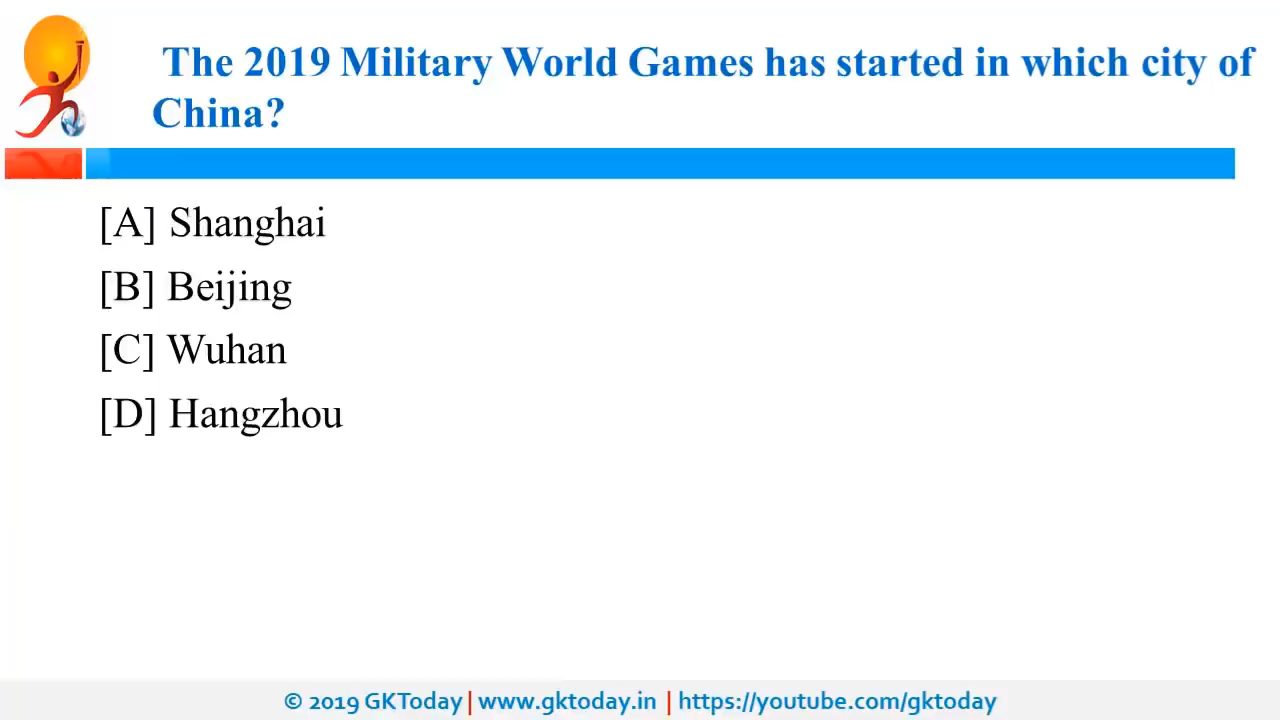 The 2019 Military World Games has started in which city of
China?
[A] Shanghai
[B] Beijing
[C] Wuhan
[D] Hangzhou
© 2019 GKToday | www.gktoday.in | https://youtube.com/gktoday